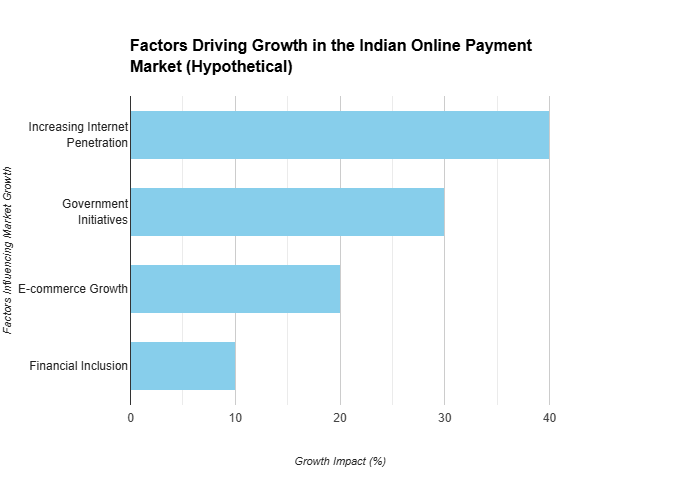 Factors Driving Growth in the Indian Online Payment
Market (Hypothetical)
Factors Influencing Market Growth
Increasing Internet
Penetration
Government
Initiatives
E-commerce Growth
Financial Inclusion
0 10 20 30 40
Growth Impact (%)